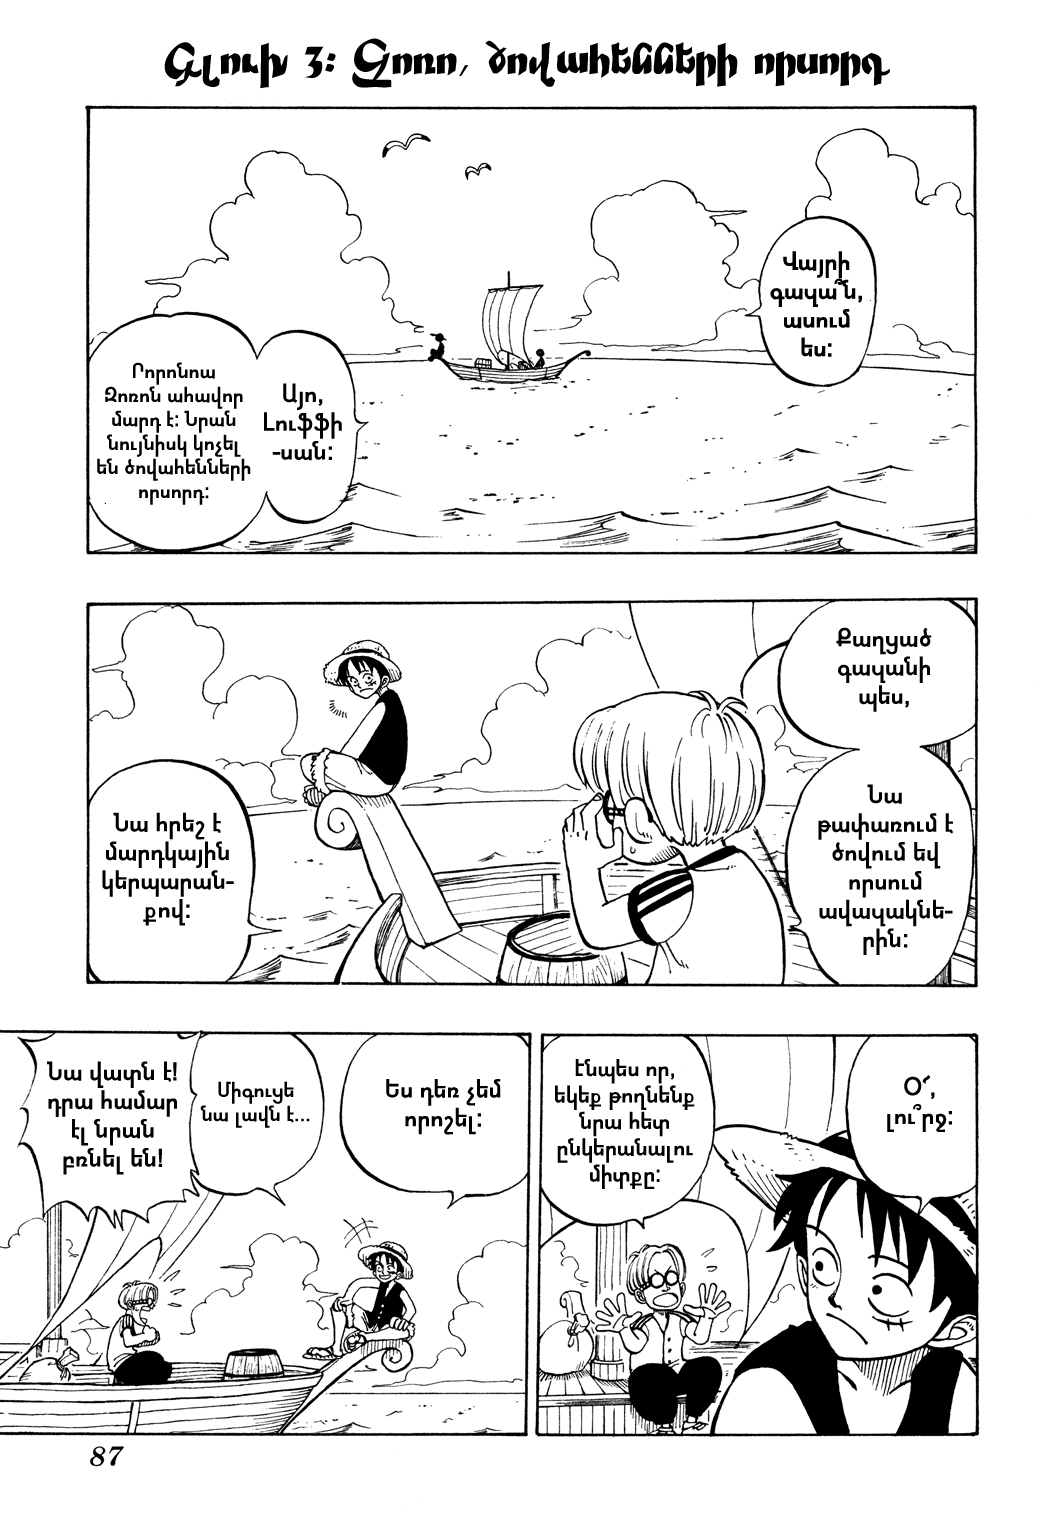 Գլուխ 3: Զոռո, ծովահենների որսորդ
Վայրի
գազա՞ն,
ասում
ես:
Այո,
Լուֆֆի
-սան:
Րորոնոա
Զոռոն ահավոր
մարդ է: Նրան
նույնիսկ կոչել
են ծովահենների
որսորդ:
Քաղցած
գազանի
պես,
Նա
թափառում է
ծովում եվ
որսում
ավազակնե-
րին:
Նա հրեշ է
մարդկային
կերպարան-
քով:
Օ՜,
լու՞րջ:
Էնպես որ,
եկեք թողնենք
նրա հետ
ընկերանալու
միտքը:
Ես դեռ չեմ
որոշել:
Միգուցե
նա լավն է...
Նա վատն է!
դրա համար
էլ նրան
բռնել են!
87